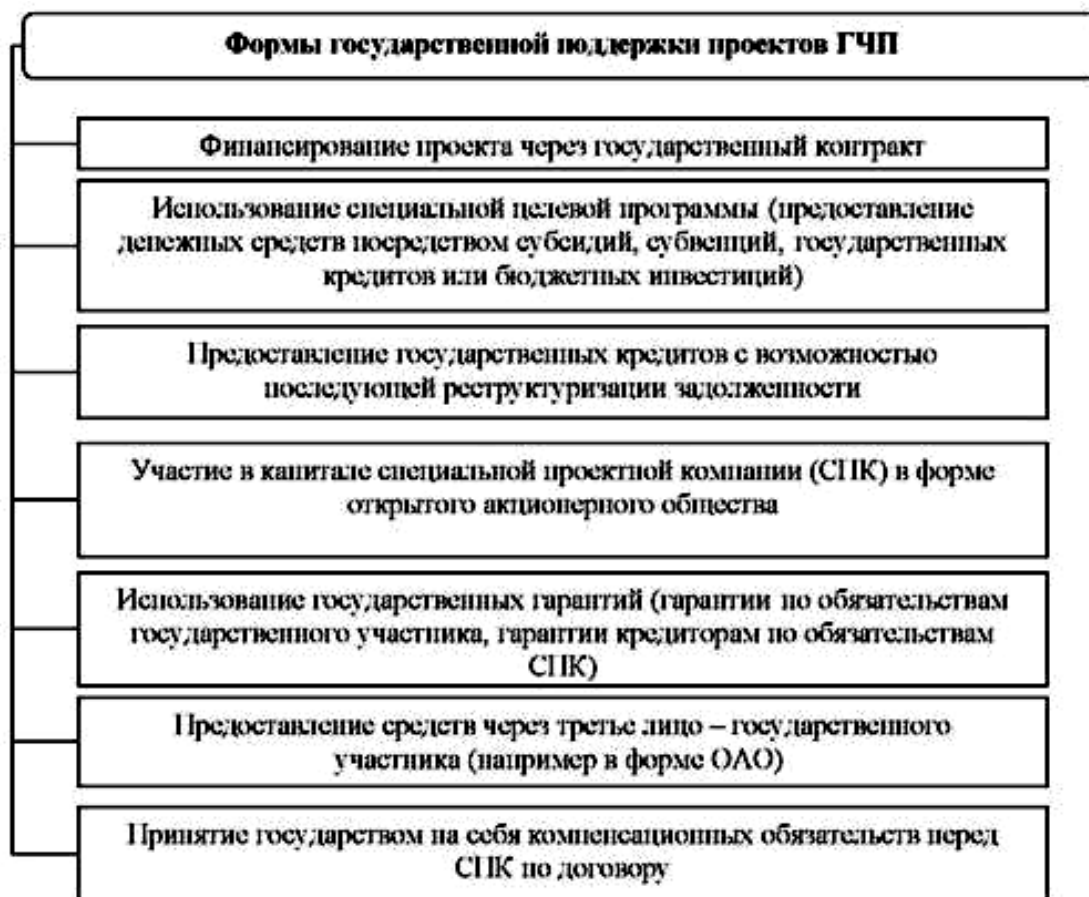 Формы государственной поддержки проектов ГЧП
Финансирование проекта через государственный контракт
Использование специальной целевой программы (предоставление
денежных средств посредством субсидий, субвенций, государственных
кредитов или бюджетных инвестиций)
Предоставление государственных кредитов с возможностью
последующей реструктуризации задолженности
Участие в капитале специальной проектной компании (СПК) в форме
открытого акционерного общества
Использование государственных гарантий (гарантии по обязательствам
государственного участника, гарантии кредиторам по обязательствам
СПК)
Предоставление средств через третье лицо – государственного
участника (например в форме ОАО)
Принятие государством на себя компенсационных обязательств перед
СПК по договору